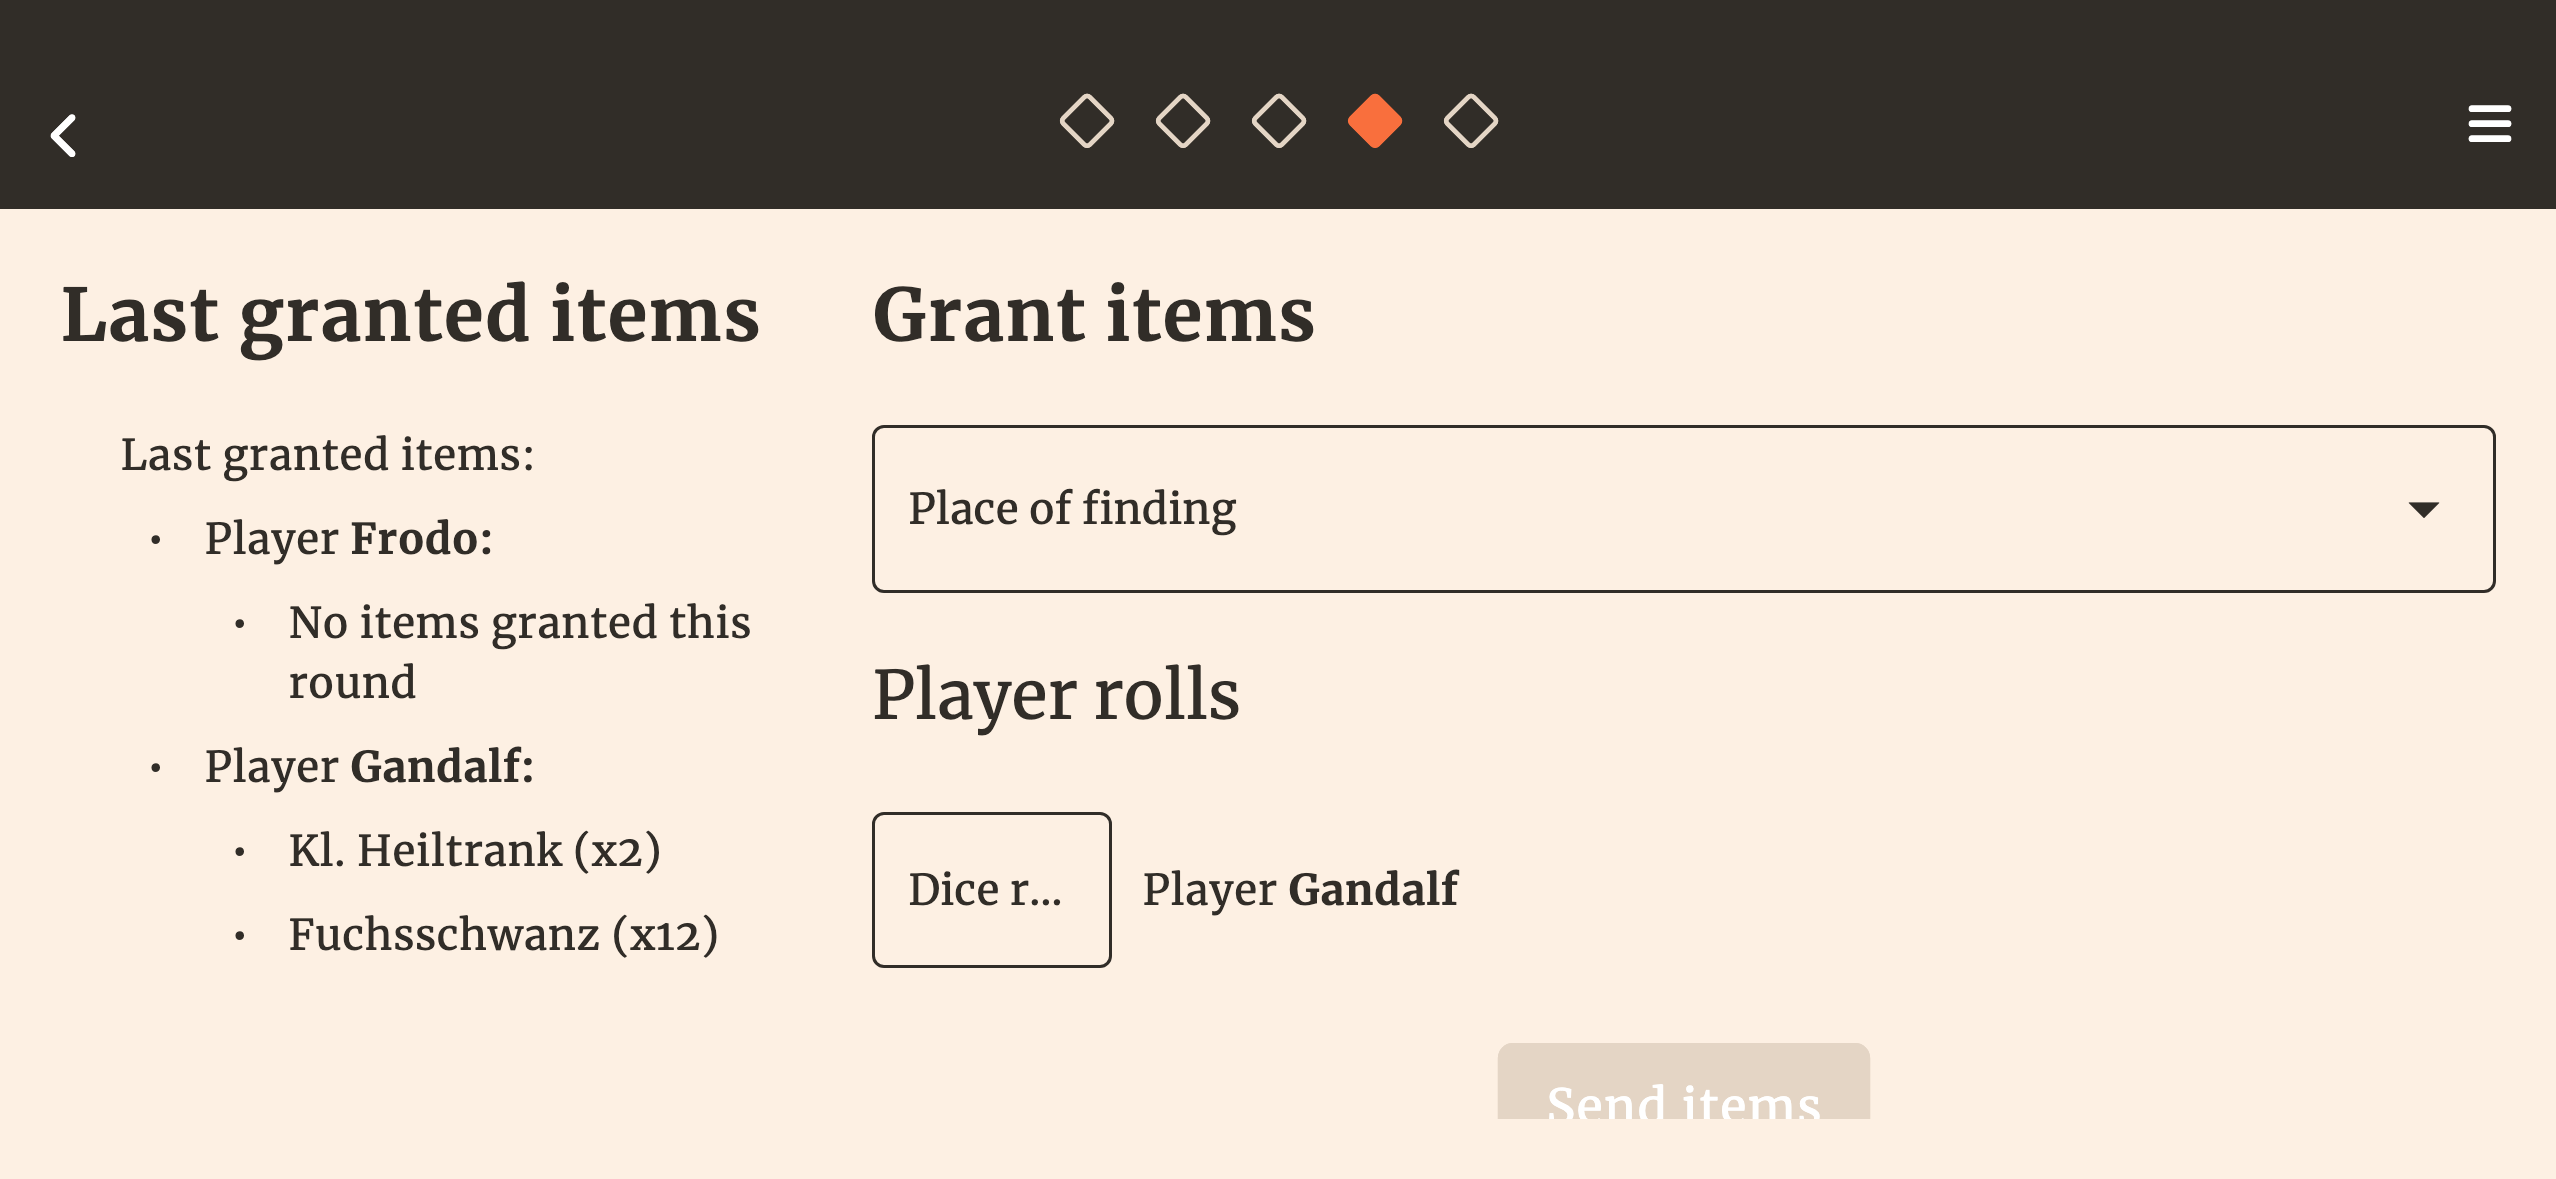 Last granted items
Last granted items:
• Player Frodo:
• No items granted this
round
• Player Gandalf:
• Kl. Heiltrank (x2)
• Fuchsschwanz (x12)
Grant items
Place of finding
Player rolls
Dice r...
Player Gandalf
Send items